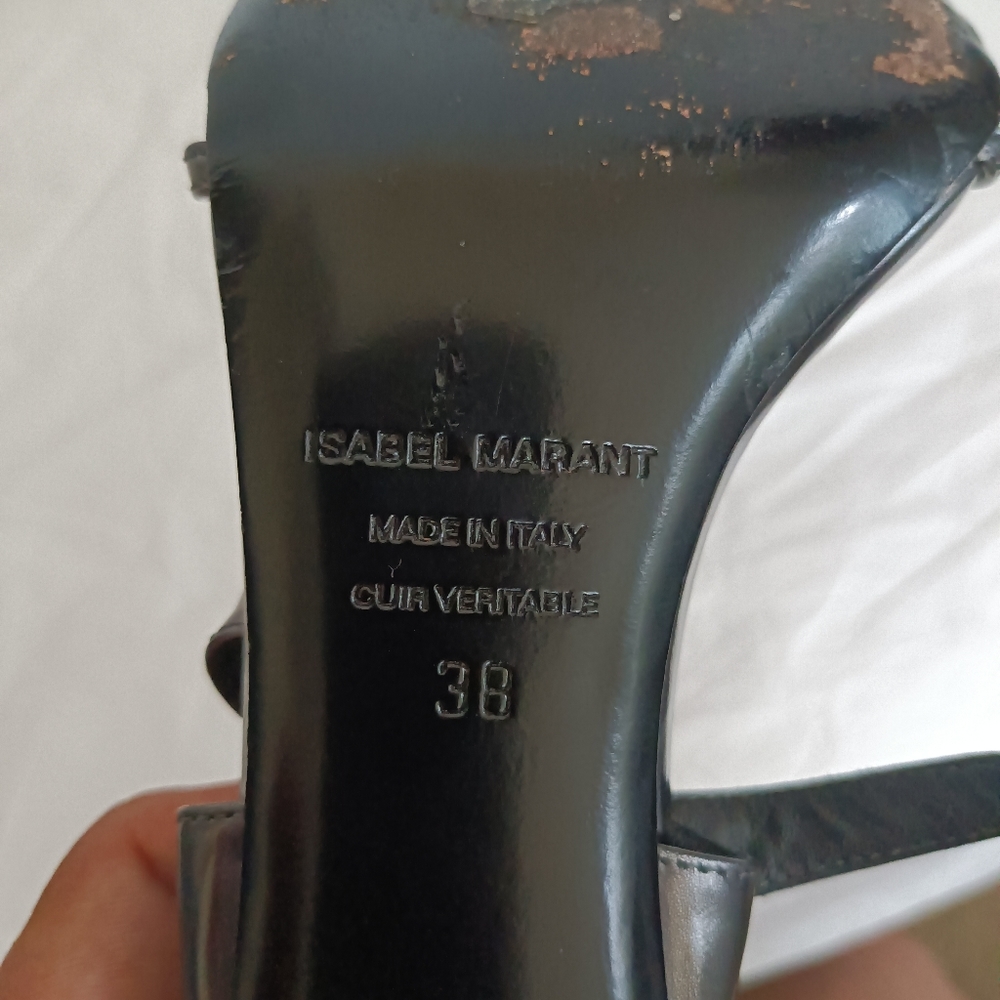 ISABEL MARANT
MADE IN ITALY
CUIR VERITABLE
38